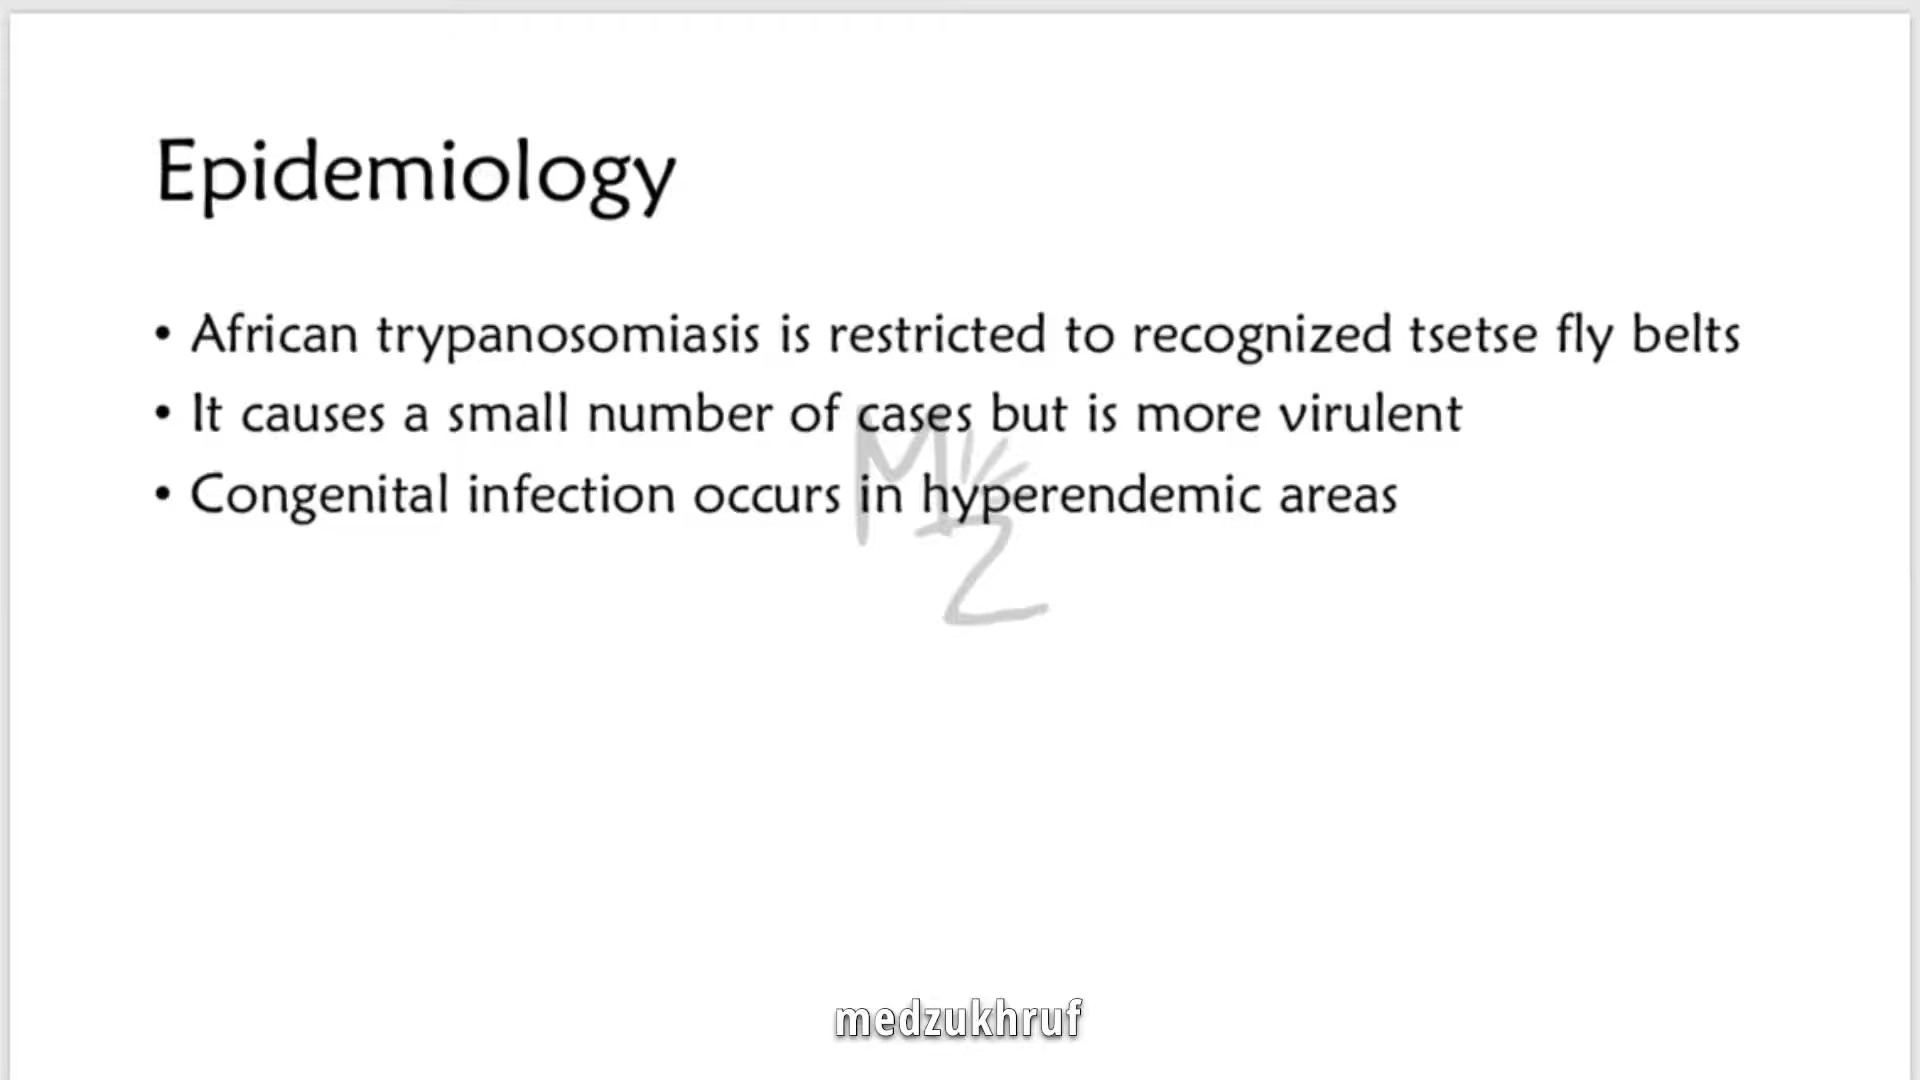 Epidemiology
• African trypanosomiasis is restricted to recognized tsetse fly belts
• It causes a small number of cases but is more virulent
• Congenital infection occurs in hyperendemic areas
MZ
medzukhruf